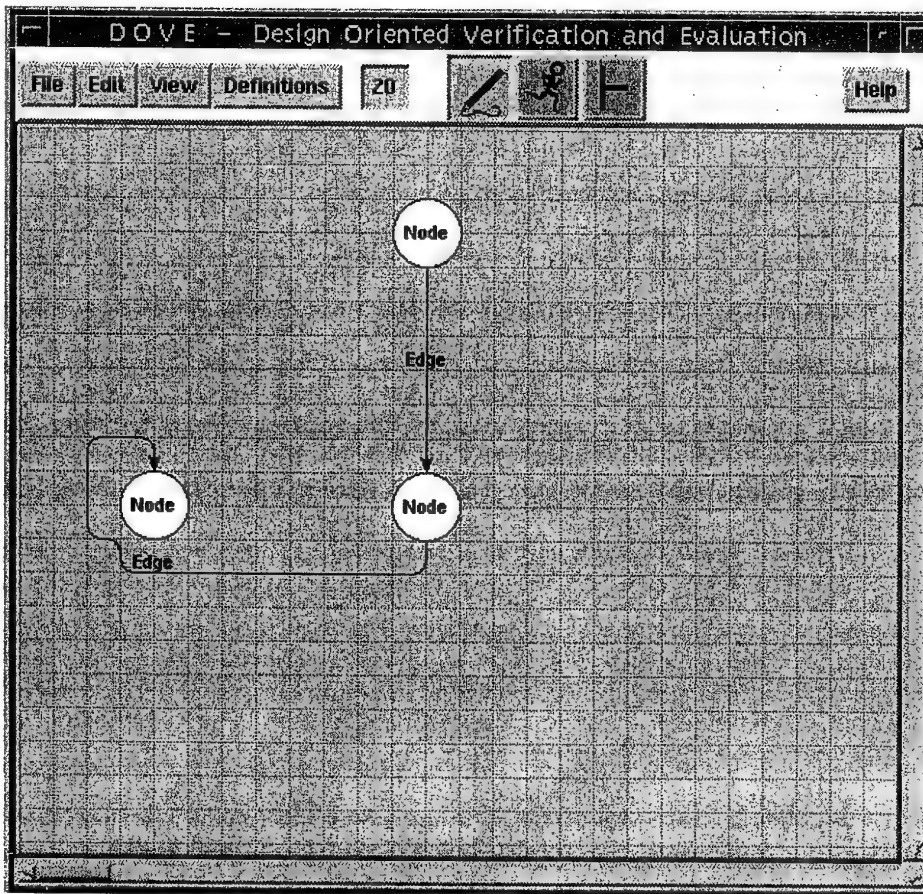 D O V E - Design Oriented Verification and Evaluation
File Edit View Definitions 20 Help
Node
Edge
Node Node
Edge